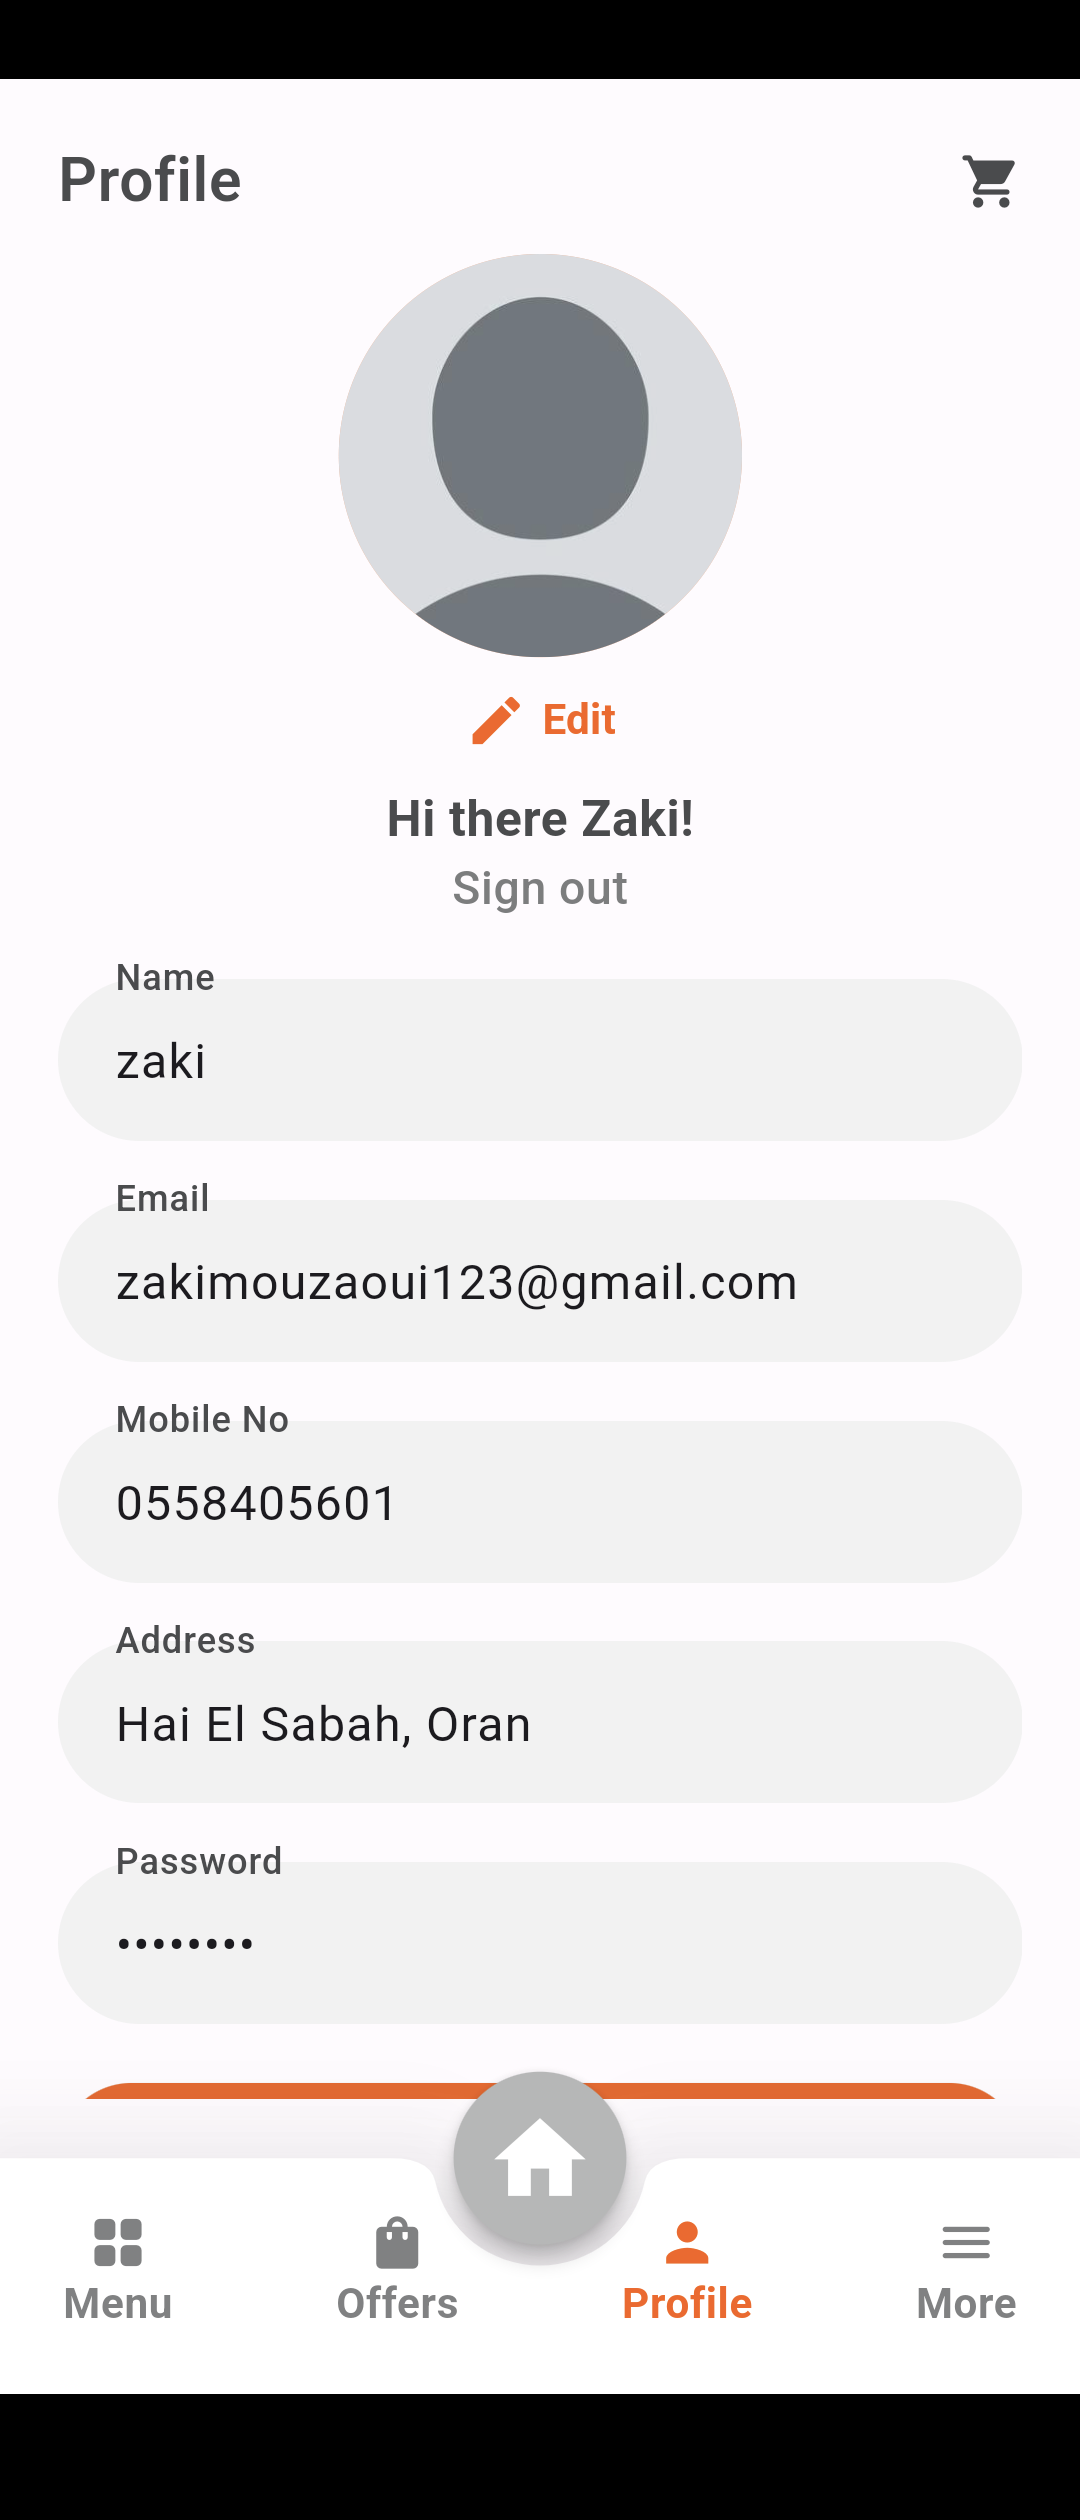 Profile
Edit
Hi there Zaki!
Sign out
Name
zaki
Email
zakimouzaoui123@gmail.com
Mobile No
0558405601
Address
Hai El Sabah, Oran
Password
••••••••
Menu
Offers
Profile
More